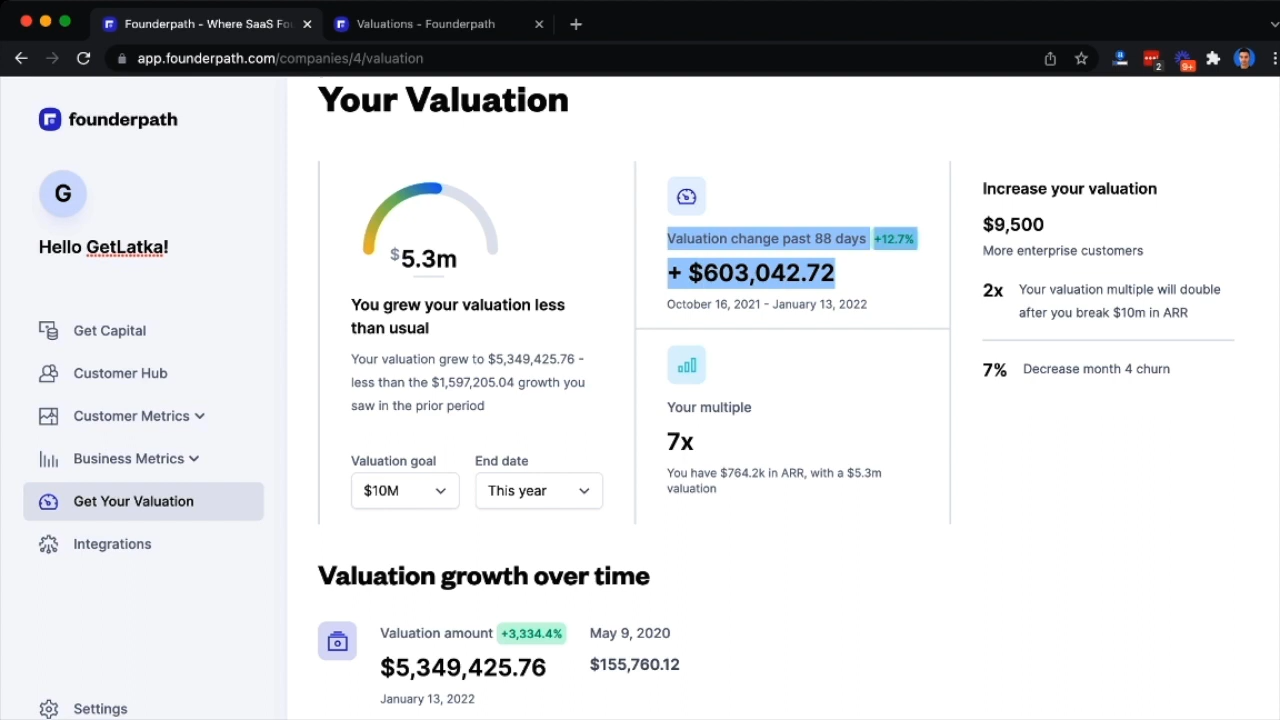 Founderpath - Where SaaS Fou
Valuations - Founderpath
app.founderpath.com/companies/4/valuation
2
9+
founderpath
G
Hello GetLatka!
Get Capital
Customer Hub
Customer Metrics
Business Metrics
Get Your Valuation
Integrations
Settings
Your Valuation
$5.3m
You grew your valuation less
than usual
Your valuation grew to $5,349,425.76 -
less than the $1,597,205.04 growth you
saw in the prior period
Valuation goal
End date
$10M
This year
Valuation change past 88 days +12.7%
+ $603,042.72
October 16, 2021 - January 13, 2022
Your multiple
7x
You have $764.2k in ARR, with a $5.3m
valuation
Increase your valuation
$9,500
More enterprise customers
2x Your valuation multiple will double
after you break $10m in ARR
7% Decrease month 4 churn
Valuation growth over time
Valuation amount +3,334.4%
$5,349,425.76
January 13, 2022
May 9, 2020
$155,760.12